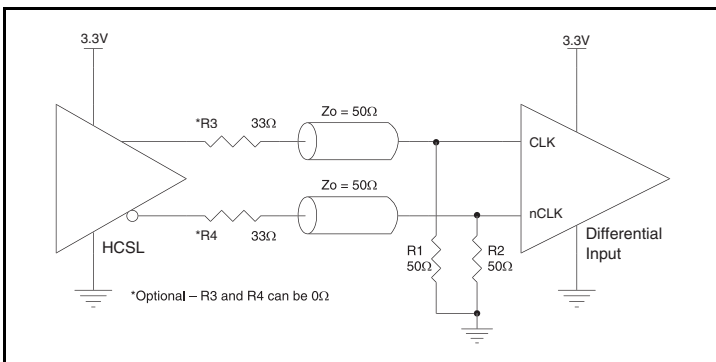 3.3V
3.3V
*R3 33Ω
Zo = 50Ω
CLK
Zo = 50Ω
nCLK
*R4 33Ω
HCSL
R1
50Ω
R2
50Ω
Differential
Input
*Optional – R3 and R4 can be 0Ω